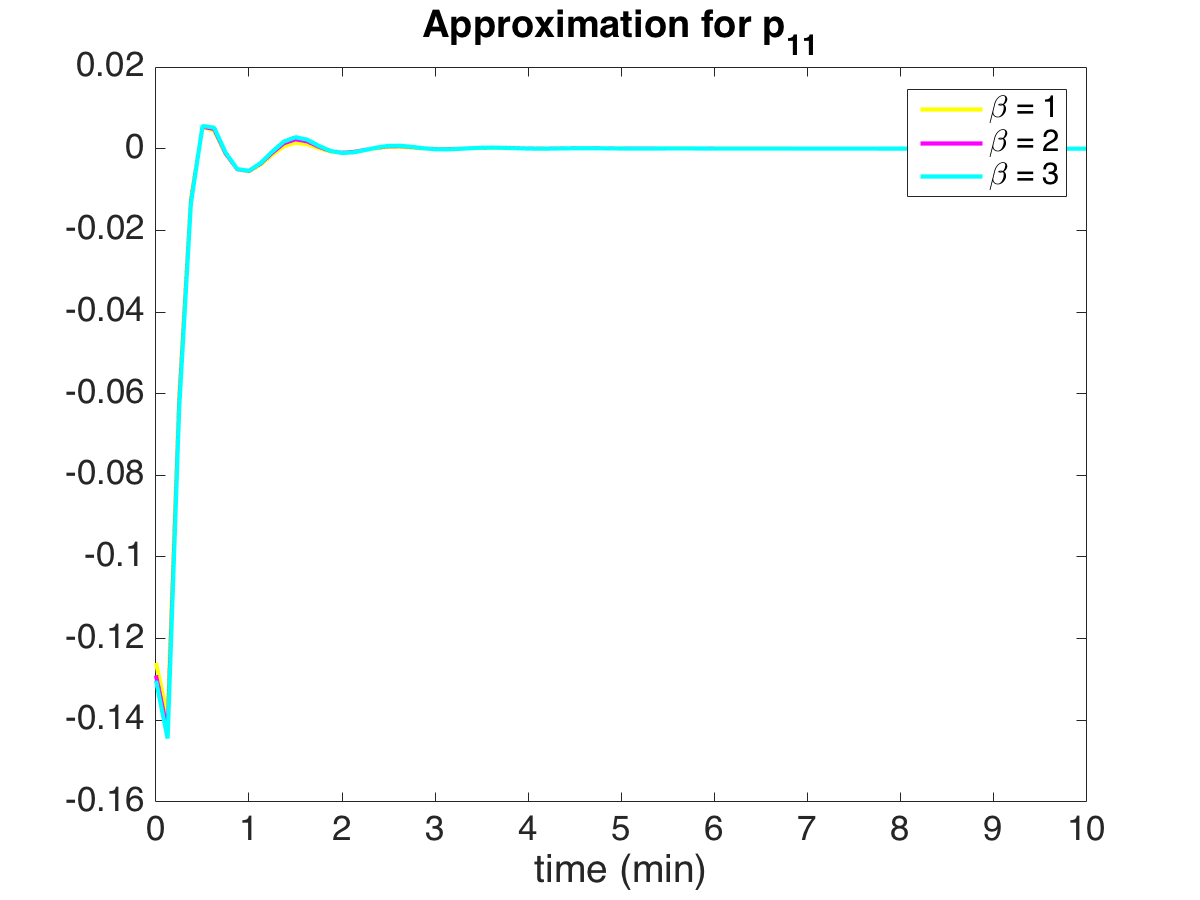 Approximation for p₁₁
0.02
0
-0.02
-0.04
-0.06
-0.08
-0.1
-0.12
-0.14
-0.16
β = 1
β = 2
β = 3
0 1 2 3 4 5 6 7 8 9 10
time (min)